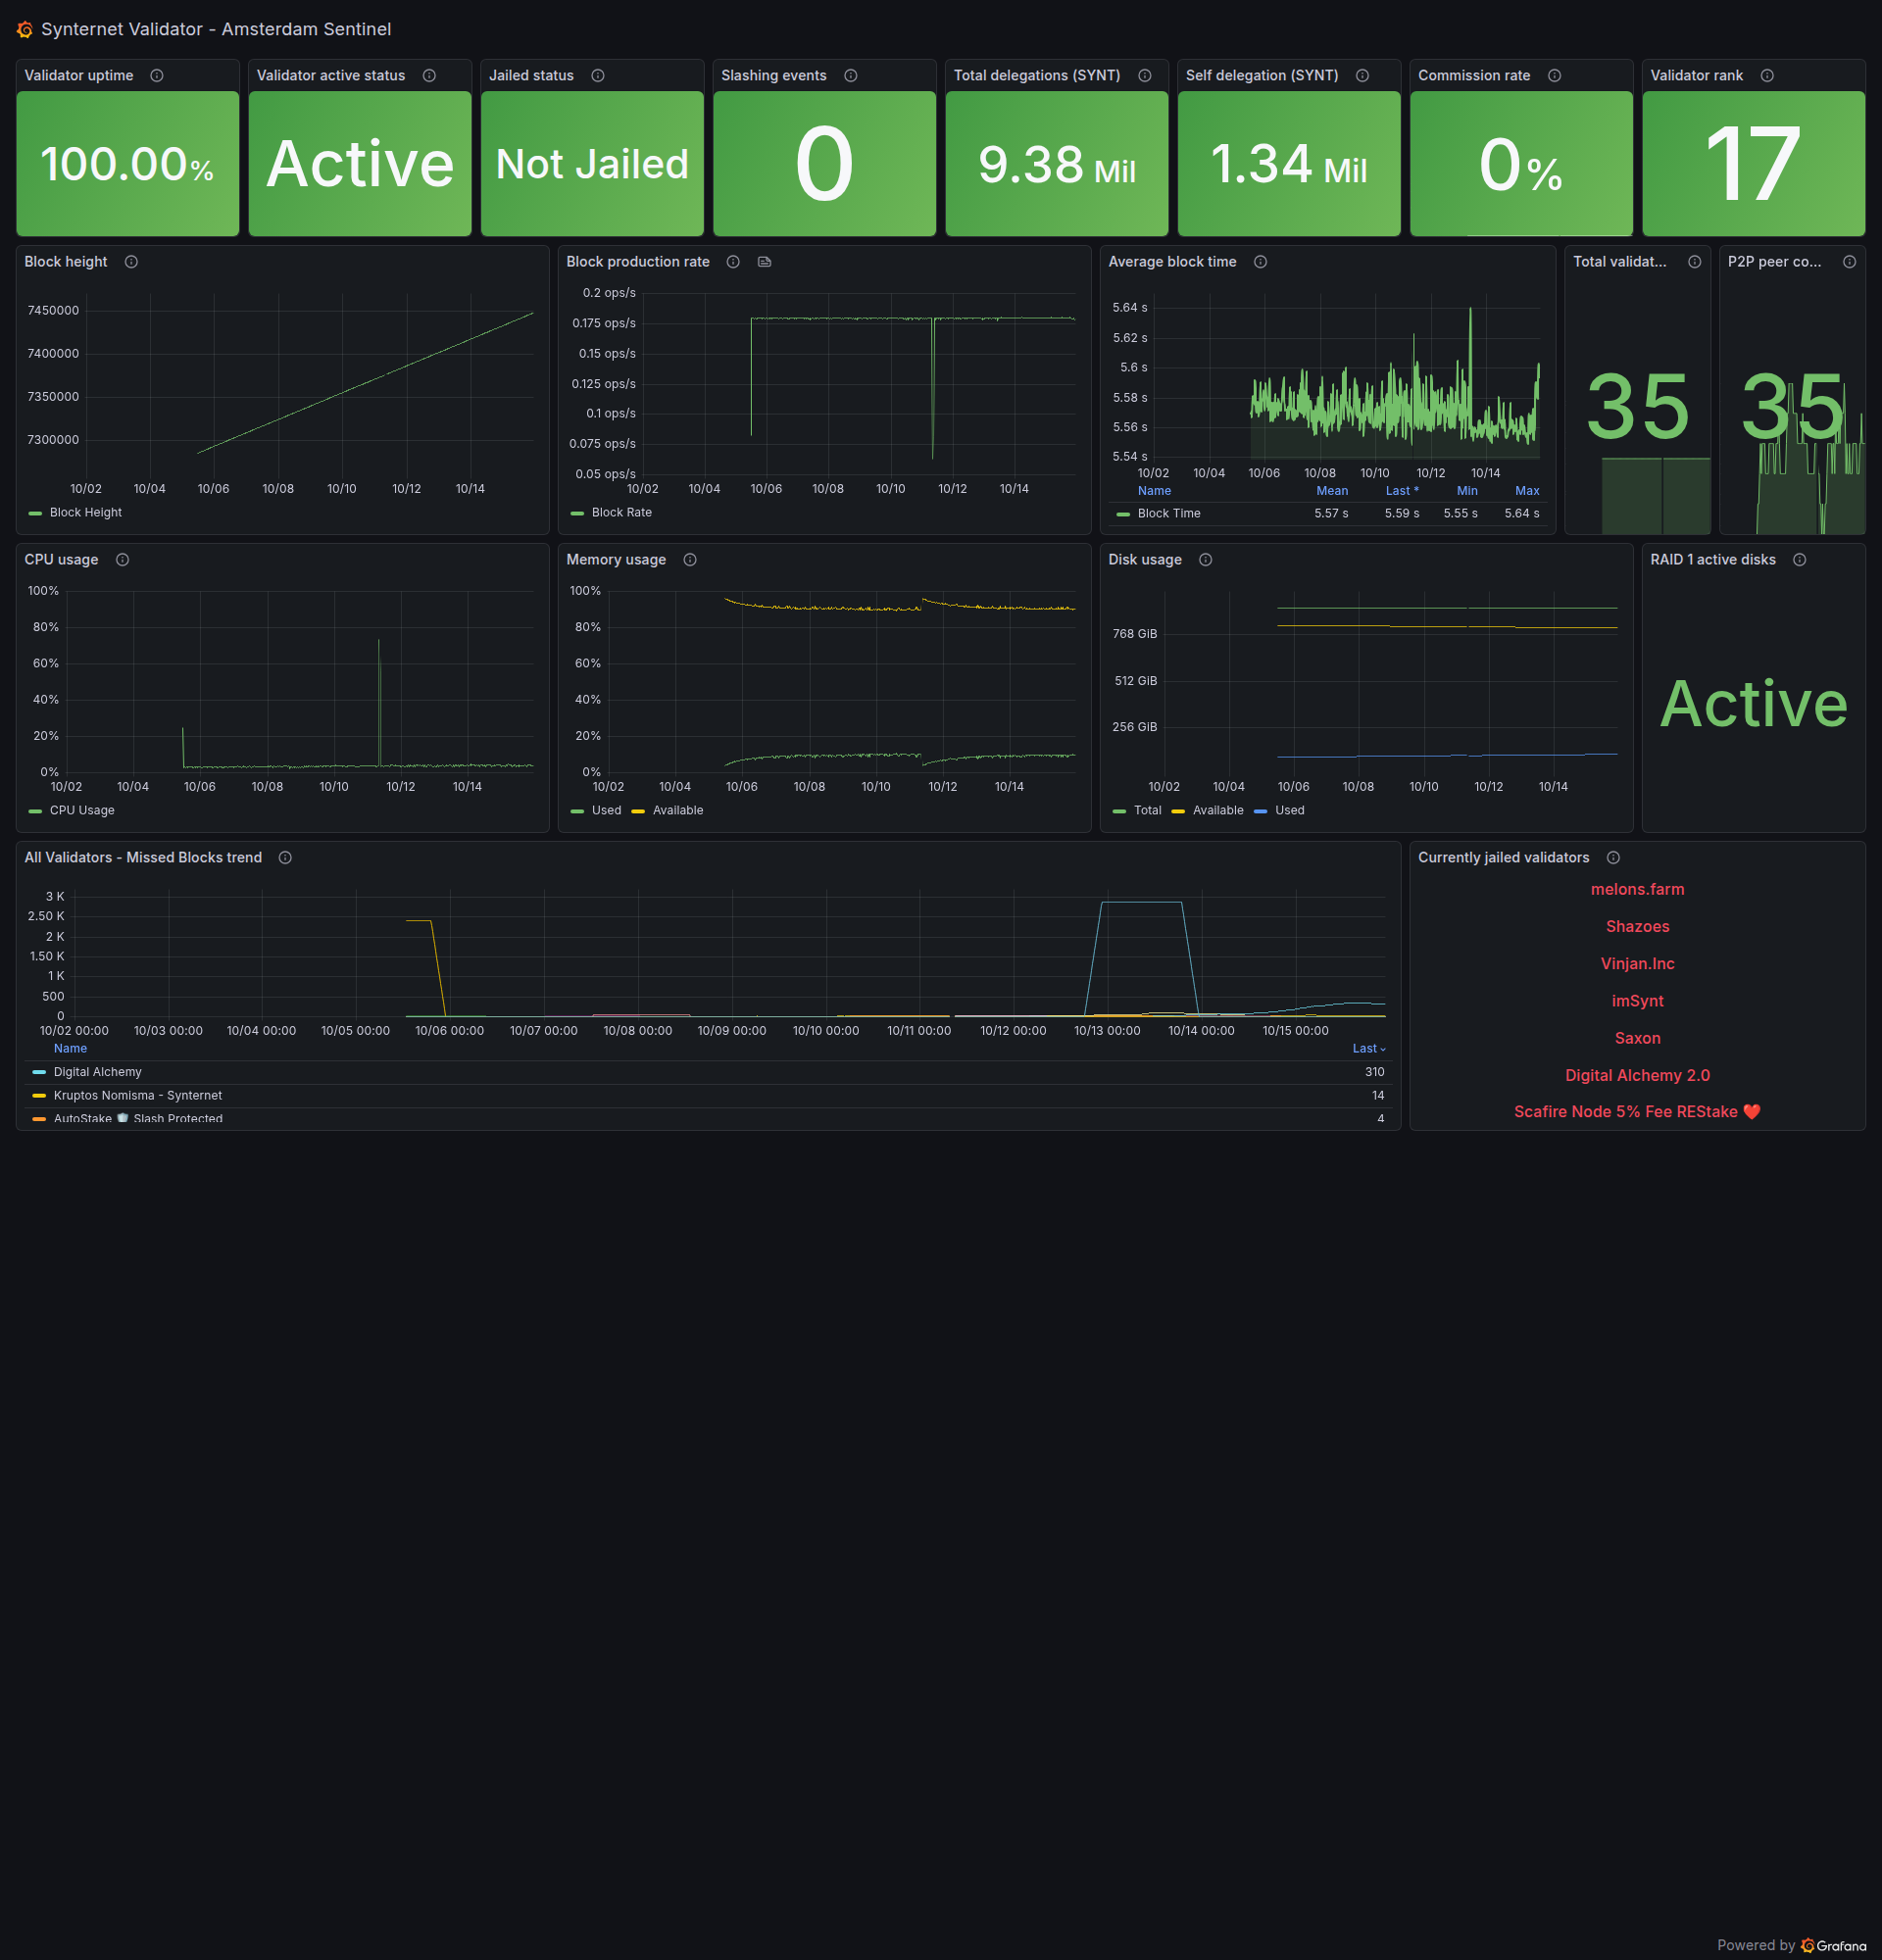 Synternet Validator - Amsterdam Sentinel
Validator uptime
Validator active status
Jailed status
Slashing events
Total delegations (SYNT)
Self delegation (SYNT)
Commission rate
Validator rank
100.00%
Active
Not Jailed
0
9.38 Mil
1.34 Mil
0%
17
Block height
7450000
7400000
7350000
7300000
10/02 10/04 10/06 10/08 10/10 10/12 10/14
Block Height
Block production rate
0.2 ops/s
0.175 ops/s
0.15 ops/s
0.125 ops/s
0.1 ops/s
0.075 ops/s
0.05 ops/s
10/02 10/04 10/06 10/08 10/10 10/12 10/14
Block Rate
Average block time
5.64 s
5.62 s
5.6 s
5.58 s
5.56 s
5.54 s
10/02 10/04 10/06 10/08 10/10 10/12 10/14
Name Mean Last * Min Max
Block TIme 5.57 s 5.59 s 5.55 s 5.64 s
Total validat...
35
P2P peer co...
35
CPU usage
100%
80%
60%
40%
20%
0%
10/02 10/04 10/06 10/08 10/10 10/12 10/14
CPU Usage
Memory usage
100%
80%
60%
40%
20%
0%
10/02 10/04 10/06 10/08 10/10 10/12 10/14
Used Available
Disk usage
768 GiB
512 GiB
256 GiB
10/02 10/04 10/06 10/08 10/10 10/12 10/14
Total Available Used
RAID 1 active disks
Active
All Validators - Missed Blocks trend
3 K
2.50 K
2 K
1.50 K
1 K
500
0
10/02 00:00 10/03 00:00 10/04 00:00 10/05 00:00 10/06 00:00 10/07 00:00 10/08 00:00 10/09 00:00 10/10 00:00 10/11 00:00 10/12 00:00 10/13 00:00 10/14 00:00 10/15 00:00
Name Last
Digital Alchemy 310
Kruptos Nomisma - Synternet 14
AutoStake 🛡️ Slash Protected 4
Currently jailed validators
melons.farm
Shazoes
Vinjan.Inc
imSynt
Saxon
Digital Alchemy 2.0
Scafire Node 5% Fee REStake ❤️
Powered by Grafana